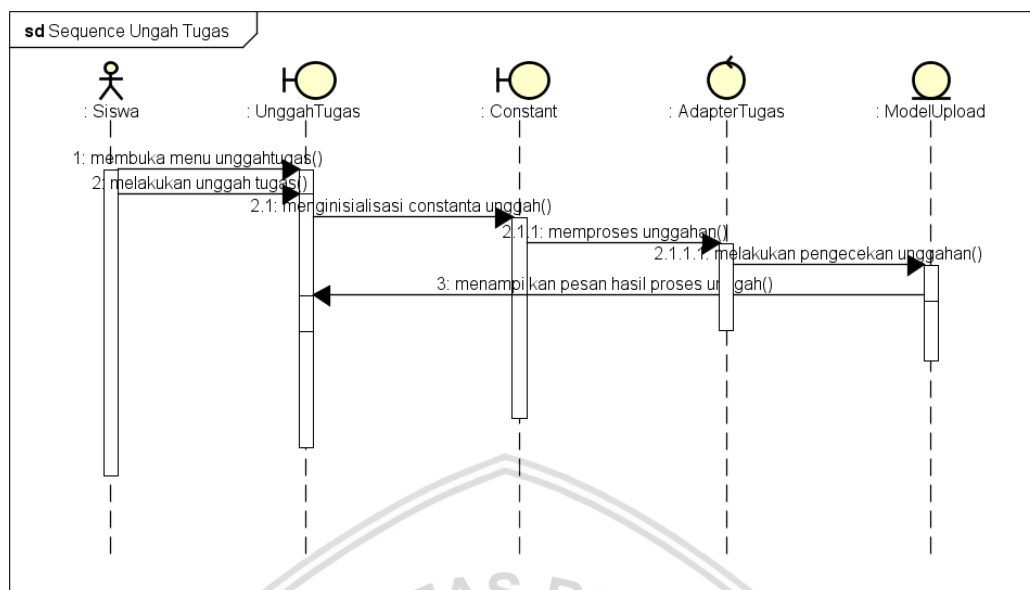 sd Sequence Ungah Tugas
: Siswa
: UnggahTugas
: Constant
: AdapterTugas
: ModelUpload
1: membuka menu unggahtugas()
2: melakukan unggah tugas()
2.1: menginisialisasi constanta unggah()
2.1.1: memproses unggahan()
2.1.1.1: melakukan pengecekan unggahan()
3: menampilkan pesan hasil proses unggah()